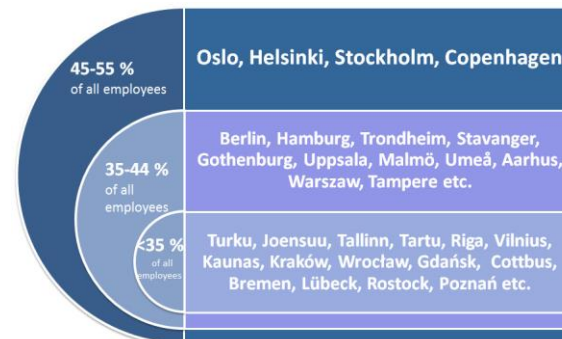 45-55 %
of all employees
Oslo, Helsinki, Stockholm, Copenhagen
35-44 %
of all
employees
Berlin, Hamburg, Trondheim, Stavanger,
Gothenburg, Uppsala, Malmö, Umeå, Aarhus,
Warszaw, Tampere etc.
<35 %
of all
employees
Turku, Joensuu, Tallinn, Tartu, Riga, Vilnius,
Kaunas, Kraków, Wrocław, Gdańsk, Cottbus,
Bremen, Lübeck, Rostock, Poznań etc.